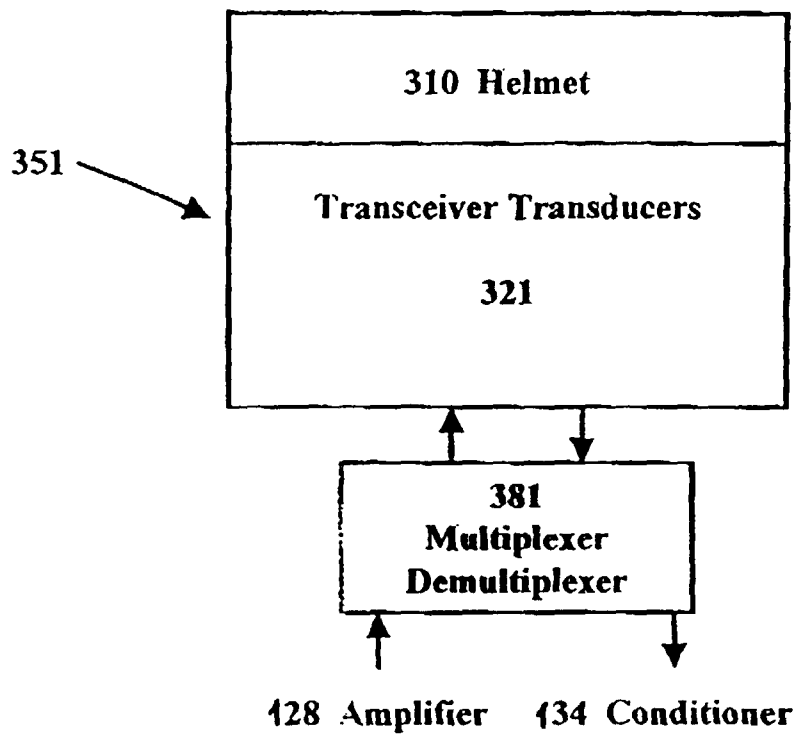 310 Helmet
351
Transceiver Transducers
321
381
Multiplexer
Demultiplexer
128 Amplifier 134 Conditioner